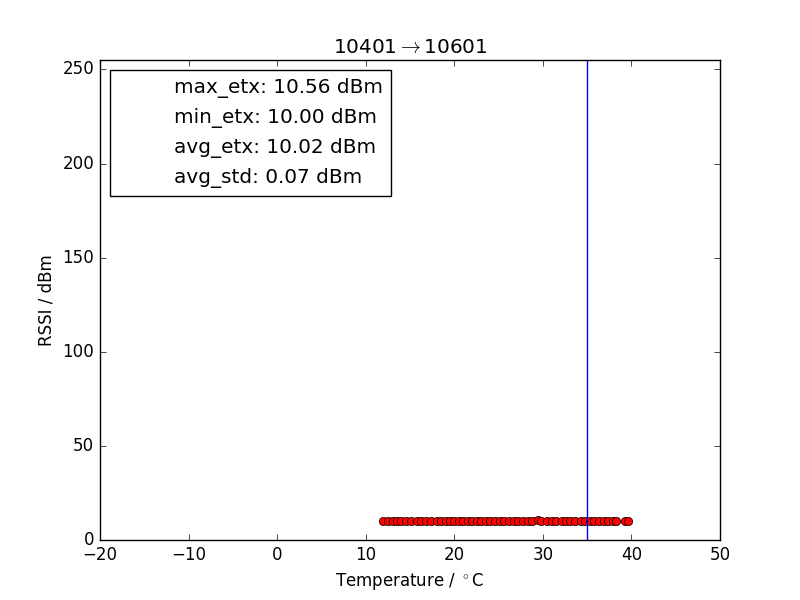 10401→10601
250
max_etx: 10.56 dBm
min_etx: 10.00 dBm
avg_etx: 10.02 dBm
avg_std: 0.07 dBm
200
150
100
50
0
RSSI / dBm
−20 −10 0 10 20 30 40 50
Temperature / °C